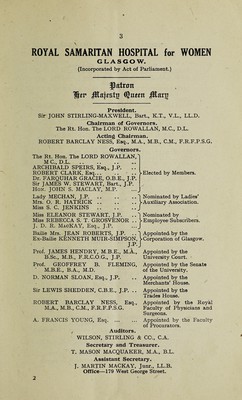 3
ROYAL SAMARITAN HOSPITAL for WOMEN
GLASGOW.
(Incorporated by Act of Parliament.)
Patron
Her Majesty Queen Mary
President.
Sir JOHN STIRLING-MAXWELL, Bart., K.T., V.L., LL.D.
Chairman of Governors.
The Rt. Hon. The LORD ROWALLAN, M.C., D.L.
Acting Chairman.
ROBERT BARCLAY NESS, Esq., M.A., M.B., C.M., F.R.F.P.S.G.
Governors.
The Rt. Hon. The LORD ROWALLAN,
M.C., D.L. ..
ARCHIBALD SPEIRS, Esq., J.P. ..
ROBERT CLARK, Esq., .. ..
Dr. FARQUHAR GRACIE, O.B.E., J.P.
Sir JAMES W. STEWART, Bart., J.P.
Hon. JOHN S. MACLAY, M.P. ..
Elected by Members.
Lady MECHAN, J.P. .. ..
Mrs. O. R. HATRICK .. ..
Miss S. C. JENKINS .. ..
Nominated by Ladies'
Auxiliary Association.
Miss ELEANOR STEWART, J.P. ..
Miss REBECCA S. T. GROVENOR ..
J. D. R. MacKAY, Esq., J.P. ..
Nominated by
Employee Subscribers.
Bailie Mrs. JEAN ROBERTS, J.P. ..
Ex-Bailie KENNETH MUIR-SIMPSON,
J.P.
Appointed by the
Corporation of Glasgow.
Prof. JAMES HENDRY, M.B.E., M.A.,
B.Sc., M.B., F.R.C.O.G., J.P.
Appointed by the
University Court.
Prof. GEOFFREY B. FLEMING,
M.B.E., B.A., M.D.
Appointed by the Senate
of the University.
D. NORMAN SLOAN, Esq., J.P. ..
Appointed by the
Merchants' House.
Sir LEWIS SHEDDEN, C.B.E., J.P. ..
Appointed by the
Trades House.
ROBERT BARCLAY NESS, Esq.,
M.A., M.B., C.M., F.R.F.P.S.G.
Appointed by the Royal
Faculty of Physicians and
Surgeons.
A. FRANCIS YOUNG, Esq. ... ...
Appointed by the Faculty
of Procurators.
Auditors.
WILSON, STIRLING & CO., C.A.
Secretary and Treasurer.
T. MASON MACQUAKER, M.A., B.L.
Assistant Secretary.
J. MARTIN MACKAY, Junr., LL.B.
Office—179 West George Street.
2